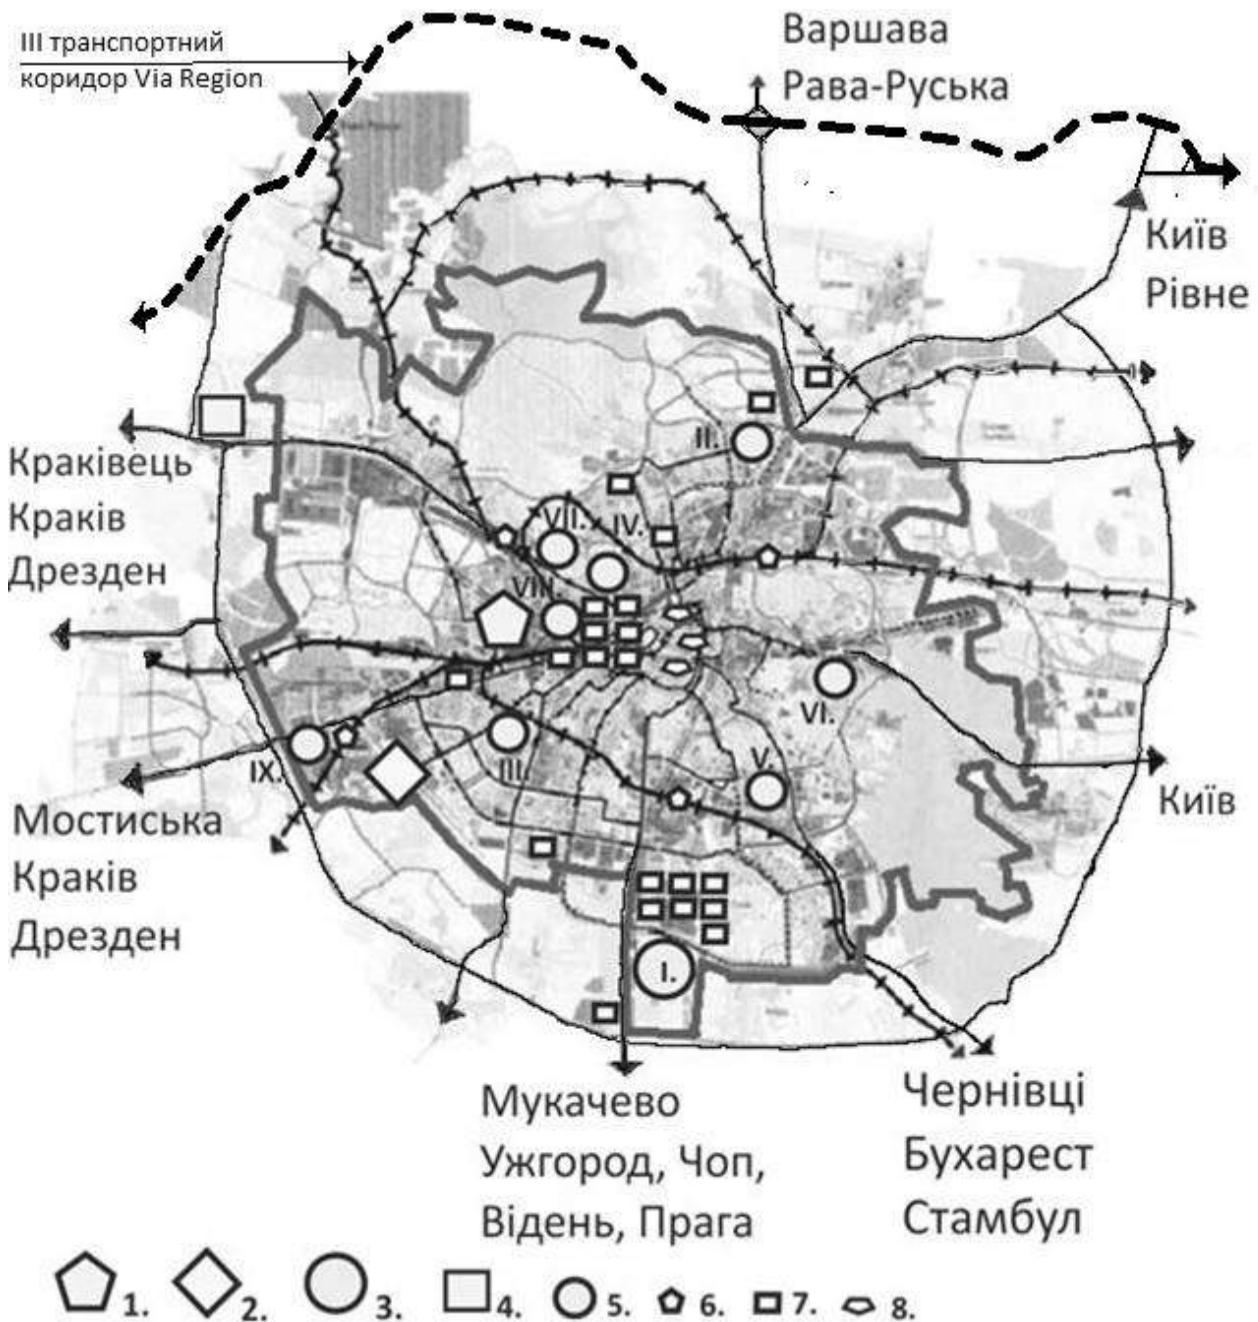 III транспортний
коридор Via Region
Варшава
Рава-Руська
Київ
Рівне
Краківець
Краків
Дрезден
II.
VII.
IV.
VIII.
VI.
V.
III.
IX.
I.
Київ
Мостиська
Краків
Дрезден
Мукачево
Ужгород, Чоп,
Відень, Прага
Чернівці
Бухарест
Стамбул
1. 2. 3. 4. 5. 6. 7. 8.